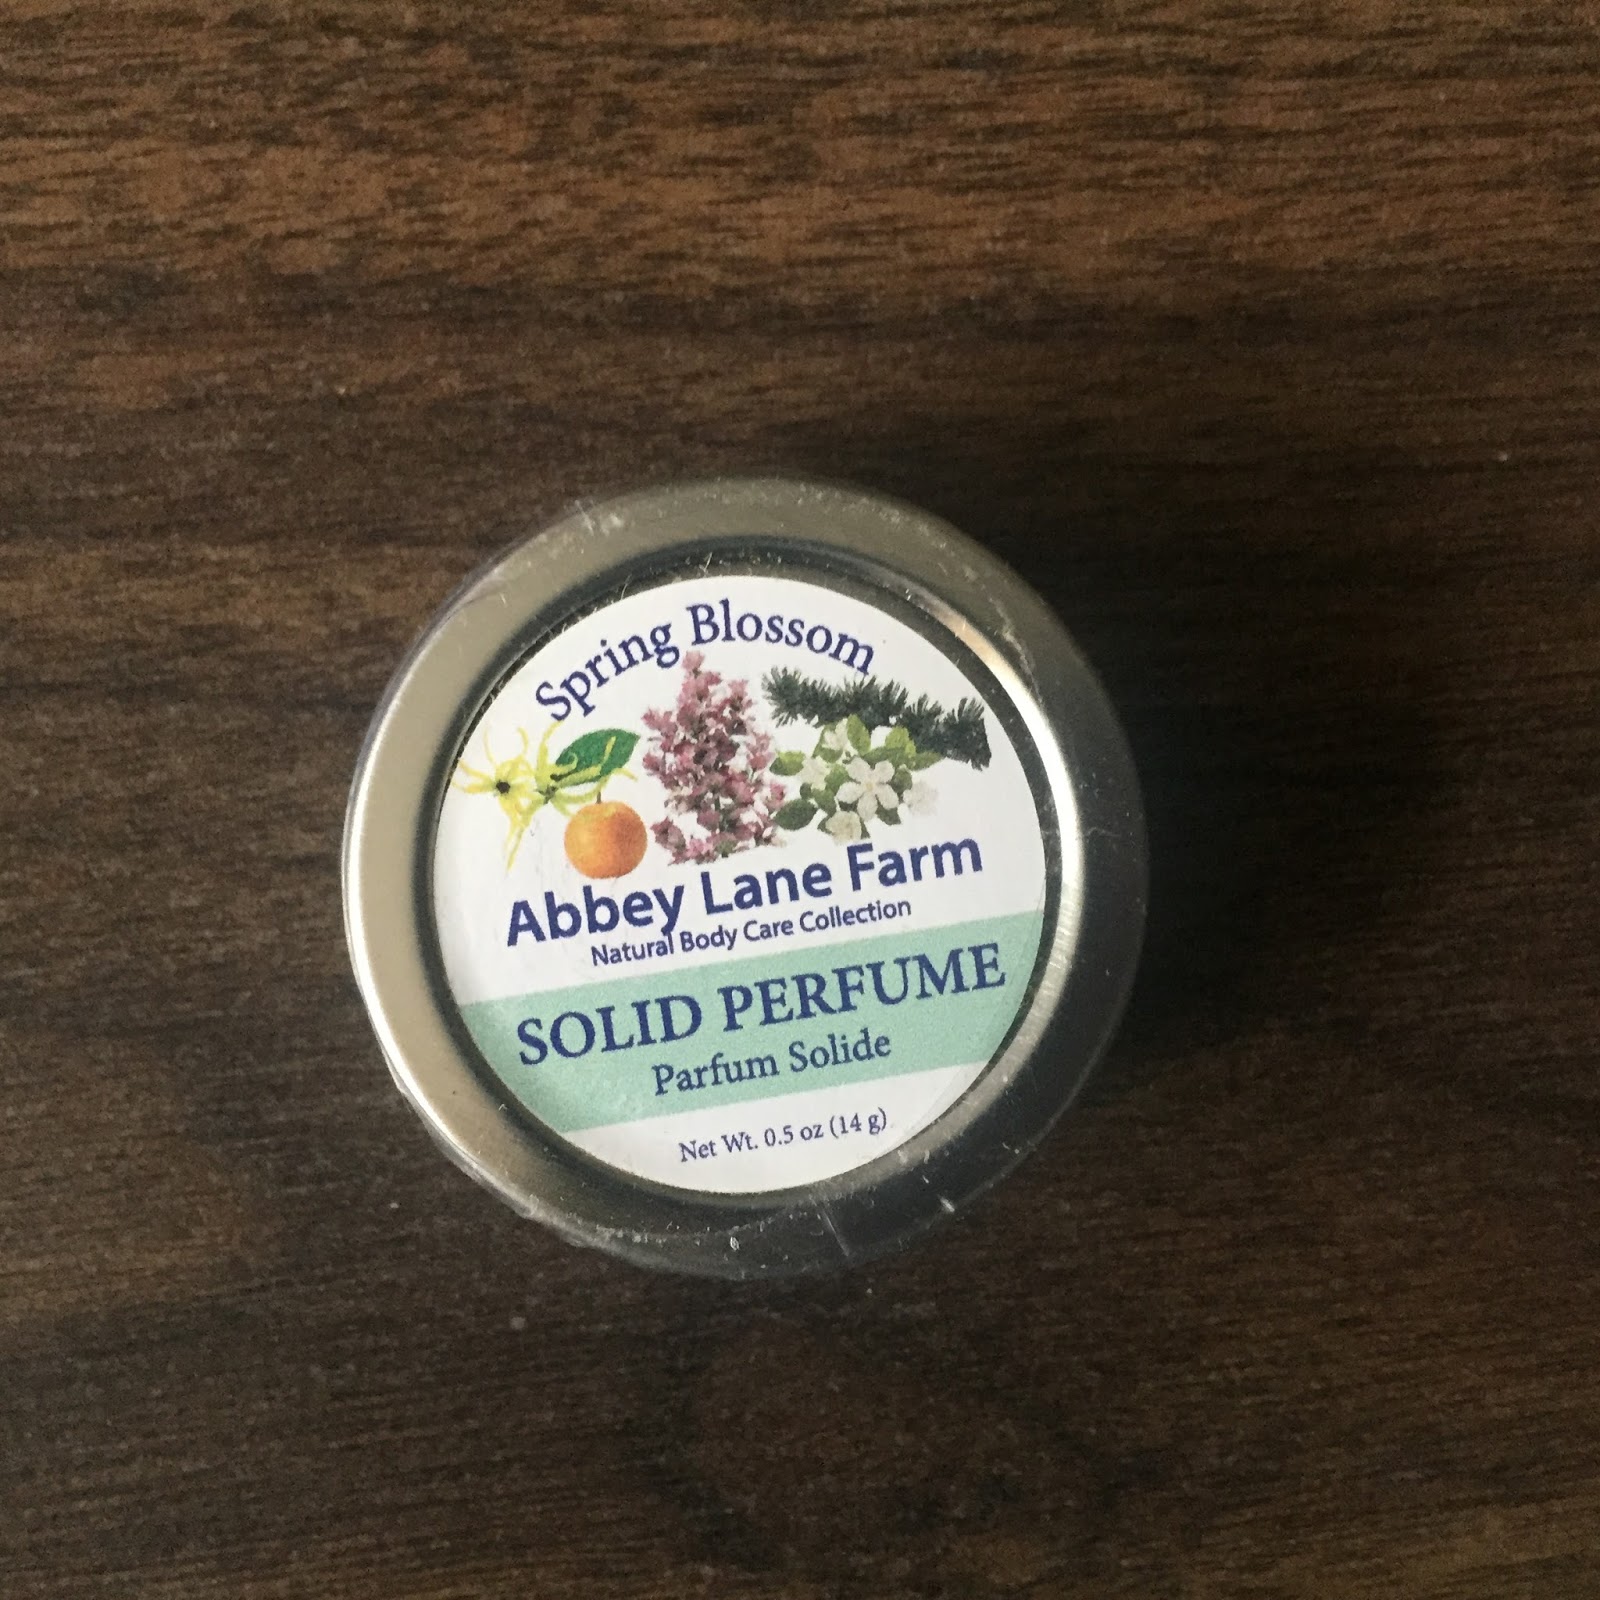 Spring Blossom
Abbey Lane Farm
Natural Body Care Collection
SOLID PERFUME
Parfum Solide
Net Wt. 0.5 oz (14 g)